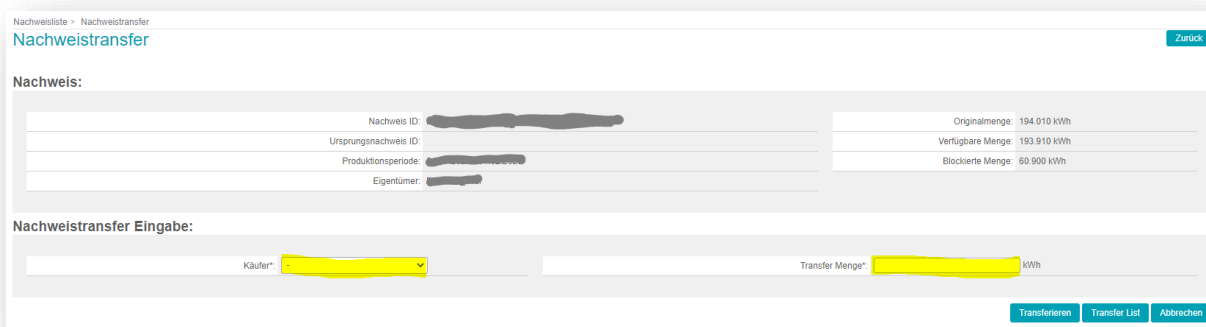 Nachweisliste > Nachweistransfer
Nachweistransfer
Zurück
Nachweis:
Nachweis ID:
Originalmenge: 194.010 kWh
Ursprungsnachweis ID:
Verfügbare Menge: 193.910 kWh
Produktionsperiode:
Blockierte Menge: 60.900 kWh
Eigentümer:
Nachweistransfer Eingabe:
Käufer*: -
Transfer Menge*: kWh
Transferieren Transfer List Abbrechen